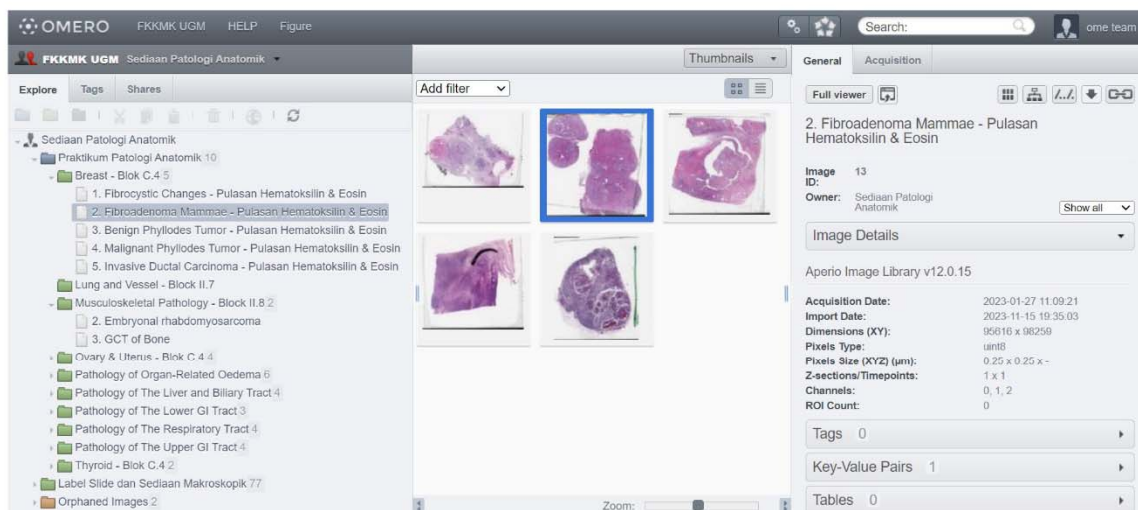 OMERO FKKMK UGM HELP Figure Search: ome team
FKKMK UGM Sediaan Patologi Anatomik
Explore Tags Shares
Sediaan Patologi Anatomik
Praktikum Patologi Anatomik 10
Breast - Blok C.4 5
1. Fibrocystic Changes - Pulasan Hematoksilin & Eosin
2. Fibroadenoma Mammae - Pulasan Hematoksilin & Eosin
3. Benign Phyllodes Tumor - Pulasan Hematoksilin & Eosin
4. Malignant Phyllodes Tumor - Pulasan Hematoksilin & Eosin
5. Invasive Ductal Carcinoma - Pulasan Hematoksilin & Eosin
Lung and Vessel - Block II.7
Musculoskeletal Pathology - Block II.8 2
2. Embryonal rhabdomyosarcoma
3. GCT of Bone
Ovary & Uterus - Blok C.4 4
Pathology of Organ-Related Oedema 6
Pathology of The Liver and Biliary Tract 4
Pathology of The Lower GI Tract 3
Pathology of The Respiratory Tract 4
Pathology of The Upper GI Tract 4
Thyroid - Blok C.4 2
Label Slide dan Sediaan Makroskopik 77
Orphaned Images 2
Thumbnails
Add filter
Zoom:
General Acquisition
Full viewer
2. Fibroadenoma Mammae - Pulasan
Hematoksilin & Eosin
Image ID: 13
Owner: Sediaan Patologi Anatomik
Show all
Image Details
Aperio Image Library v12.0.15
Acquisition Date: 2023-01-27 11:09:21
Import Date: 2023-11-15 19:35:03
Dimensions (XY): 95616 x 98259
Pixels Type: uint8
Pixels Size (XYZ) (µm): 0.25 x 0.25 x -
Z-sections/Timepoints: 1 x 1
Channels: 0, 1, 2
ROI Count: 0
Tags 0
Key-Value Pairs 1
Tables 0